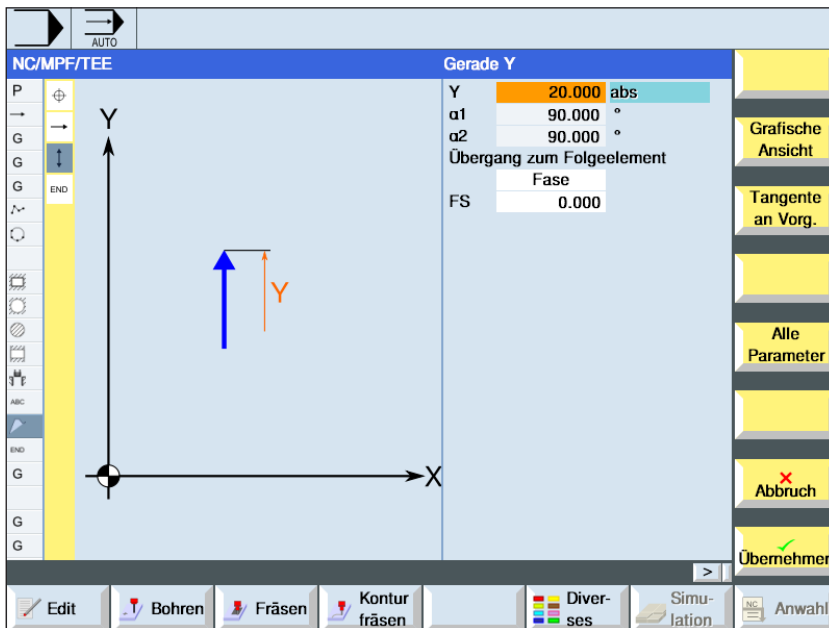 AUTO
NC/MPF/TEE
Gerade Y
P
G
G
G
ABC
END
G
G
G
END
Y
X
Y
Y 20.000 abs
α1 90.000 °
α2 90.000 °
Übergang zum Folgeelement
Fase
FS 0.000
Grafische
Ansicht
Tangente
an Vorg.
Alle
Parameter
Abbruch
Übernehmen
>
Edit
Bohren
Fräsen
Kontur
fräsen
Diver-
ses
Simu-
lation
NC
Anwahl